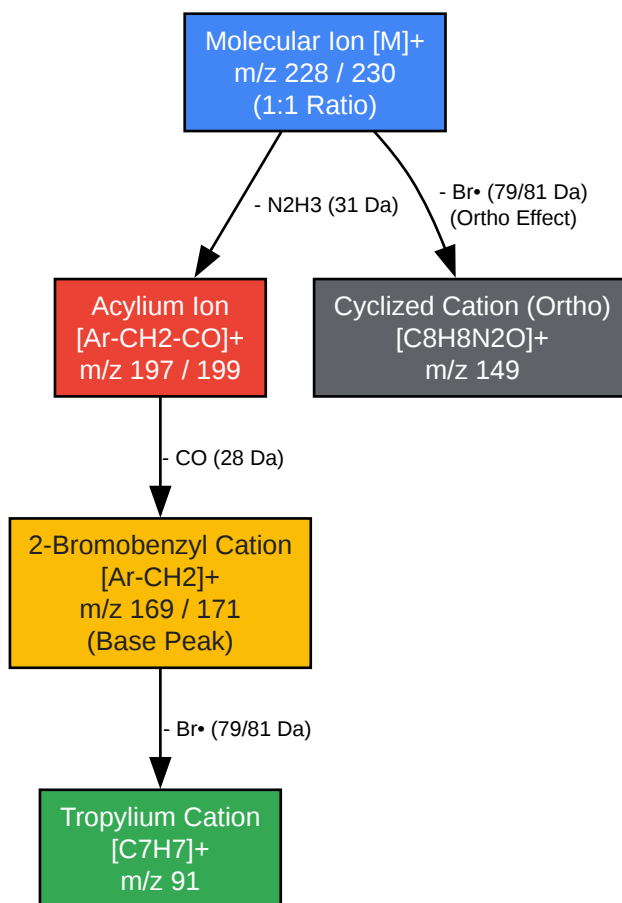 Molecular Ion [M]+
m/z 228 / 230
(1:1 Ratio)
- N2H3 (31 Da)
- Br• (79/81 Da)
(Ortho Effect)
Acylium Ion
[Ar-CH2-CO]+
m/z 197 / 199
Cyclized Cation (Ortho)
[C8H8N2O]+
m/z 149
- CO (28 Da)
2-Bromobenzyl Cation
[Ar-CH2]+
m/z 169 / 171
(Base Peak)
- Br• (79/81 Da)
Tropylium Cation
[C7H7]+
m/z 91